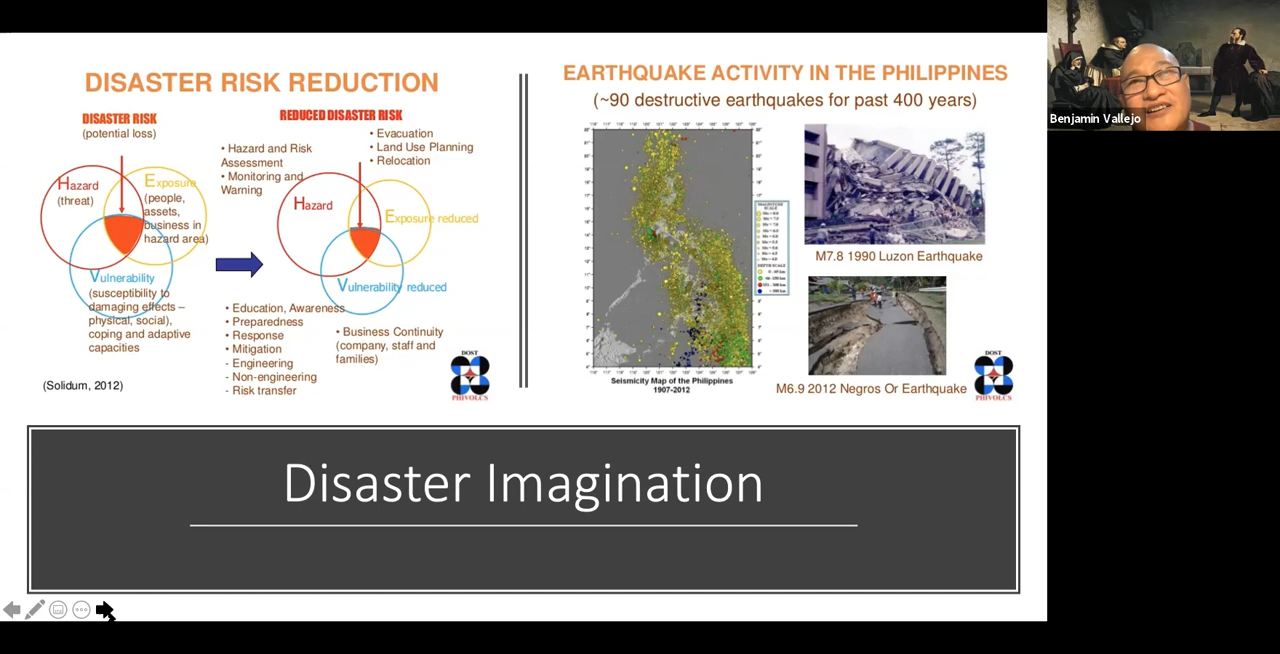 DISASTER RISK REDUCTION
DISASTER RISK
(potential loss)
Hazard
(threat)
Exposure
(people,
assets,
business in
hazard area)
Vulnerability
(susceptibility to
damaging effects –
physical, social),
coping and adaptive
capacities
(Solidum, 2012)
REDUCED DISASTER RISK
• Hazard and Risk
Assessment
• Monitoring and
Warning
• Evacuation
• Land Use Planning
• Relocation
Hazard
Exposure reduced
Vulnerability reduced
• Education, Awareness
• Preparedness
• Response
• Mitigation
- Engineering
- Non-engineering
- Risk transfer
• Business Continuity
(company, staff and
families)
DOST
PHIVOLCS
EARTHQUAKE ACTIVITY IN THE PHILIPPINES
(~90 destructive earthquakes for past 400 years)
Seismicity Map of the Philippines
1907-2012
M7.8 1990 Luzon Earthquake
M6.9 2012 Negros Or Earthquake
DOST
PHIVOLCS
Disaster Imagination
Benjamin Vallejo